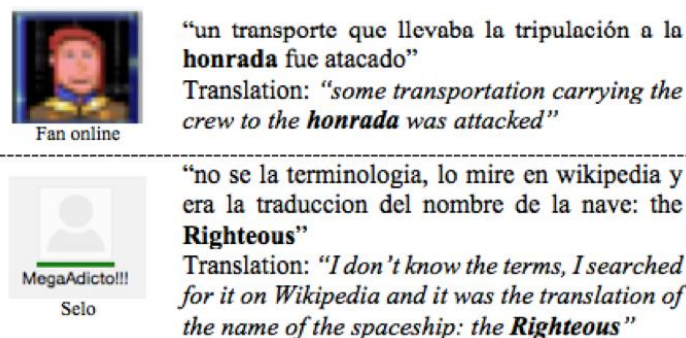 “un transporte que llevaba la tripulación a la
honrada fue atacado”
Translation: “some transportation carrying the
crew to the honrada was attacked”
Fan online
“no se la terminologia, lo mire en wikipedia y
era la traduccion del nombre de la nave: the
Righteous”
Translation: “I don’t know the terms, I searched
for it on Wikipedia and it was the translation of
the name of the spaceship: the Righteous”
MegaAdicto!!!
Selo